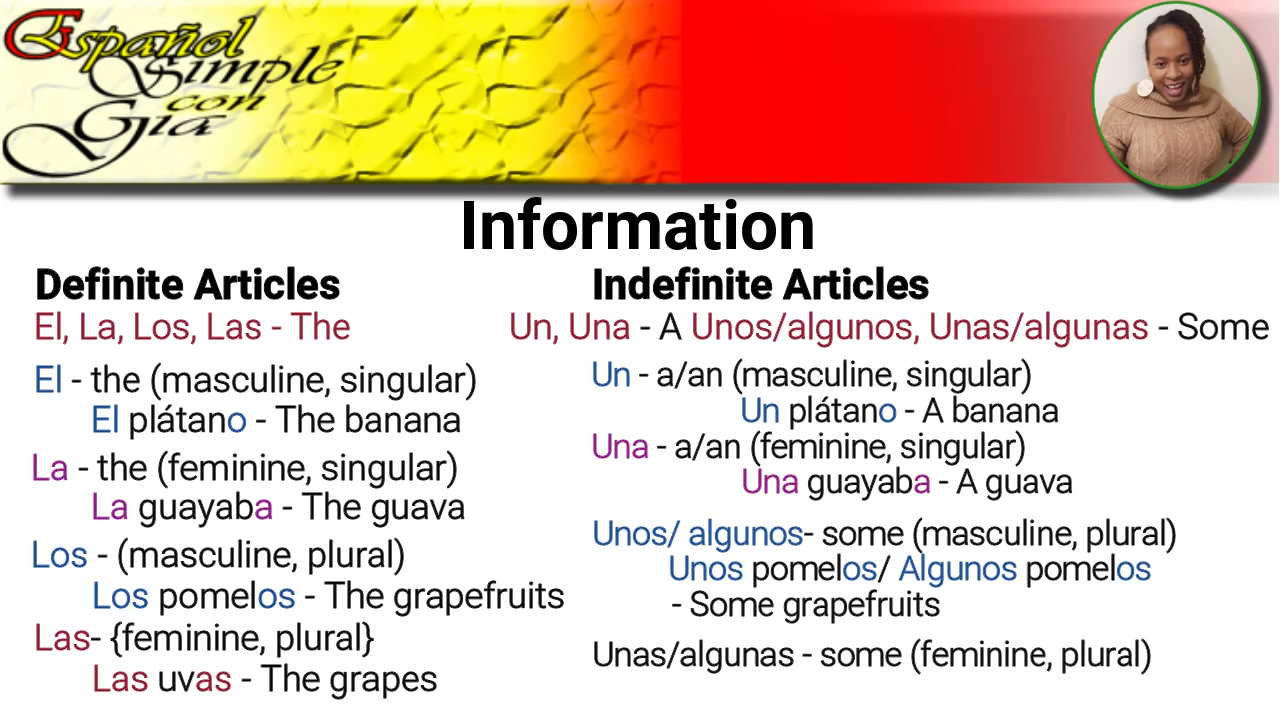 Español
Simple
con
Gia
Information
Definite Articles
El, La, Los, Las - The
El - the (masculine, singular)
El plátano - The banana
La - the (feminine, singular)
La guayaba - The guava
Los - (masculine, plural)
Los pomelos - The grapefruits
Las- {feminine, plural}
Las uvas - The grapes
Indefinite Articles
Un, Una - A Unos/algunos, Unas/algunas - Some
Un - a/an (masculine, singular)
Un plátano - A banana
Una - a/an (feminine, singular)
Una guayaba - A guava
Unos/ algunos- some (masculine, plural)
Unos pomelos/ Algunos pomelos
- Some grapefruits
Unas/algunas - some (feminine, plural)